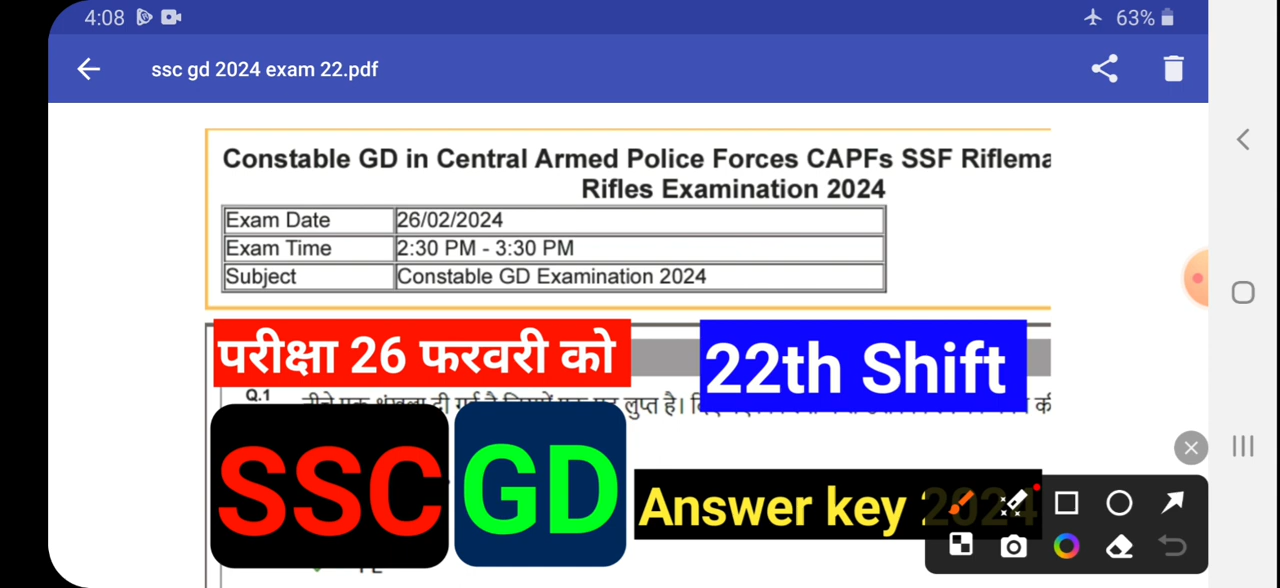 4:08
63%
ssc gd 2024 exam 22.pdf
Constable GD in Central Armed Police Forces CAPFs SSF Riflema
Rifles Examination 2024
Exam Date 26/02/2024
Exam Time 2:30 PM - 3:30 PM
Subject Constable GD Examination 2024
परीक्षा 26 फरवरी को
22th Shift
Q.1
लुप्त है।
SSC GD
Answer key 2024